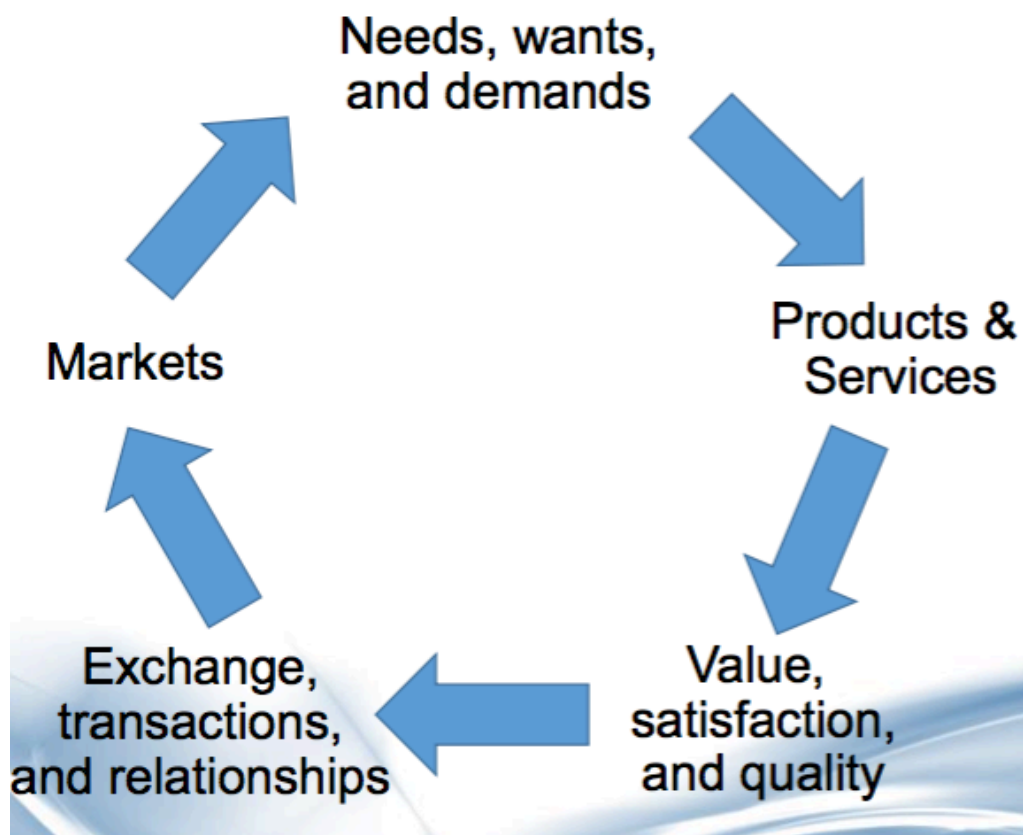 Needs, wants,
and demands
Products &
Services
Value,
satisfaction,
and quality
Exchange,
transactions,
and relationships
Markets